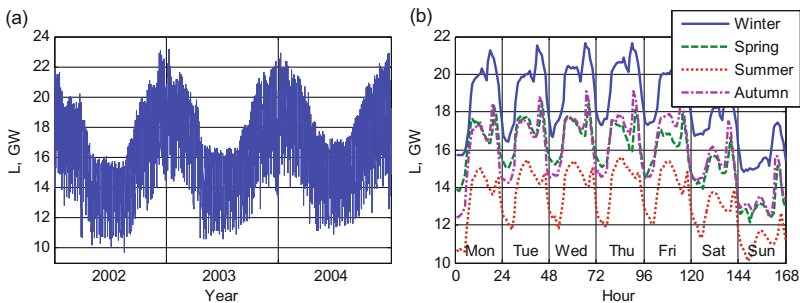 (a)
L, GW
24
22
20
18
16
14
12
10
2002 2003 2004
Year
(b)
L, GW
22
20
18
16
14
12
10
Winter
Spring
Summer
Autumn
Mon Tue Wed Thu Fri Sat Sun
0 24 48 72 96 120 144 168
Hour